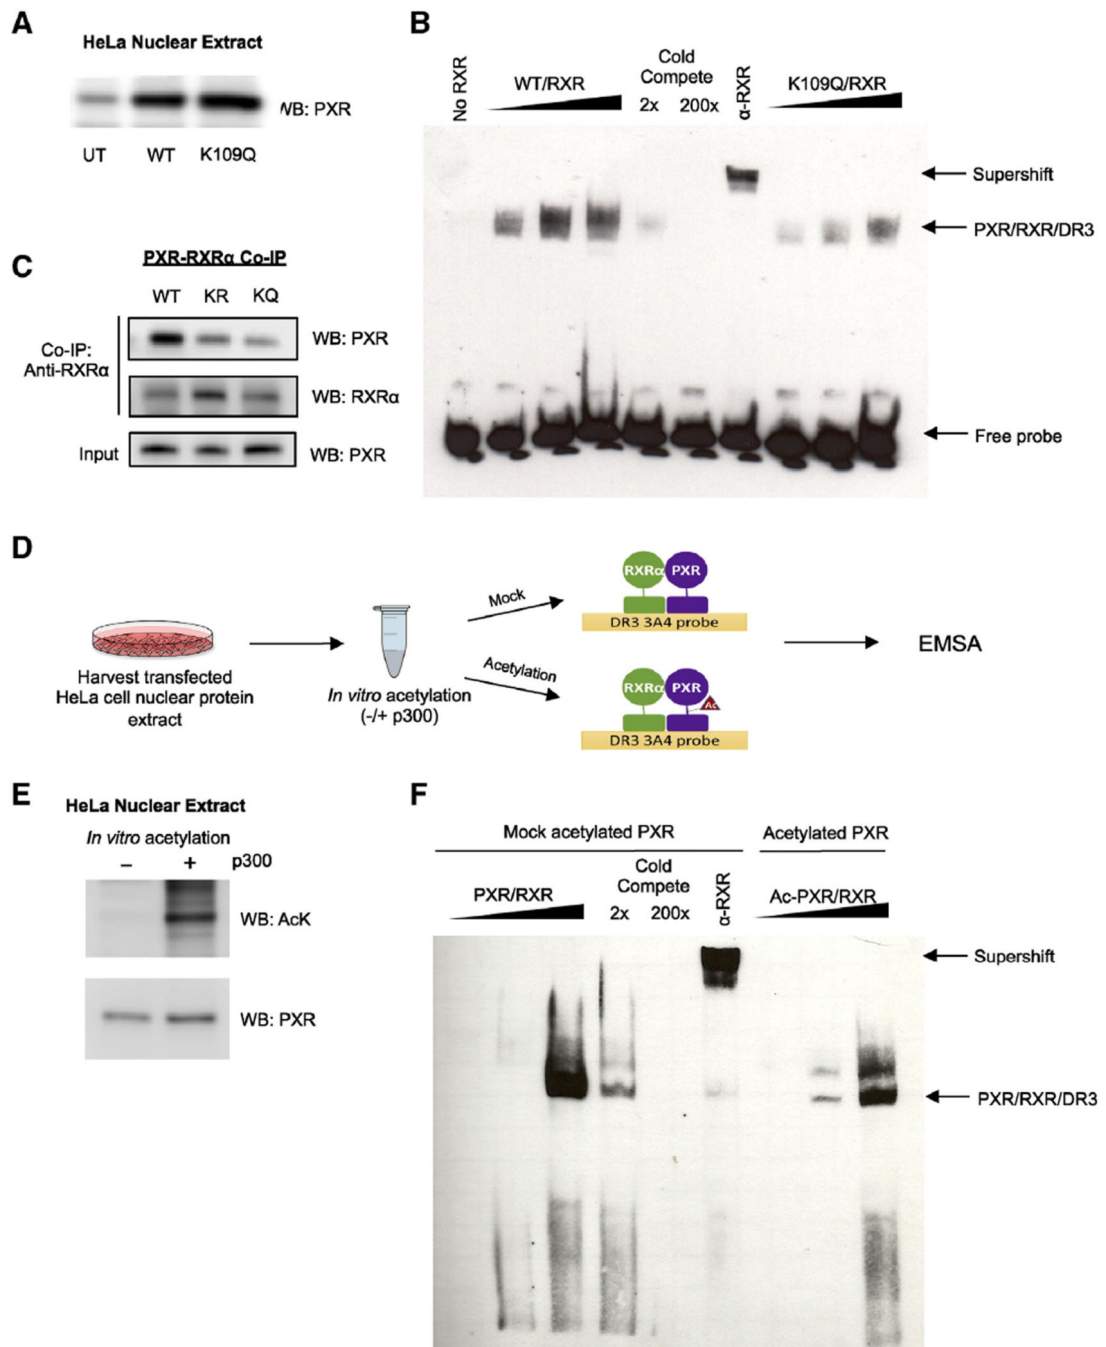 A
HeLa Nuclear Extract
WB: PXR
UT WT K109Q
B
No RXR
WT/RXR
Cold
Compete
2x 200x
α-RXR
K109Q/RXR
Supershift
PXR/RXR/DR3
Free probe
C
PXR-RXRα Co-IP
WT KR KQ
Co-IP:
Anti-RXRα
WB: PXR
WB: RXRα
Input
WB: PXR
D
Harvest transfected
HeLa cell nuclear protein
extract
In vitro acetylation
(-/+ p300)
Mock
Acetylation
RXRα PXR
DR3 3A4 probe
RXRα PXR
Ac
DR3 3A4 probe
EMSA
E
HeLa Nuclear Extract
In vitro acetylation
– + p300
WB: AcK
WB: PXR
F
Mock acetylated PXR
Acetylated PXR
PXR/RXR
Cold
Compete
2x 200x
α-RXR
Ac-PXR/RXR
Supershift
PXR/RXR/DR3